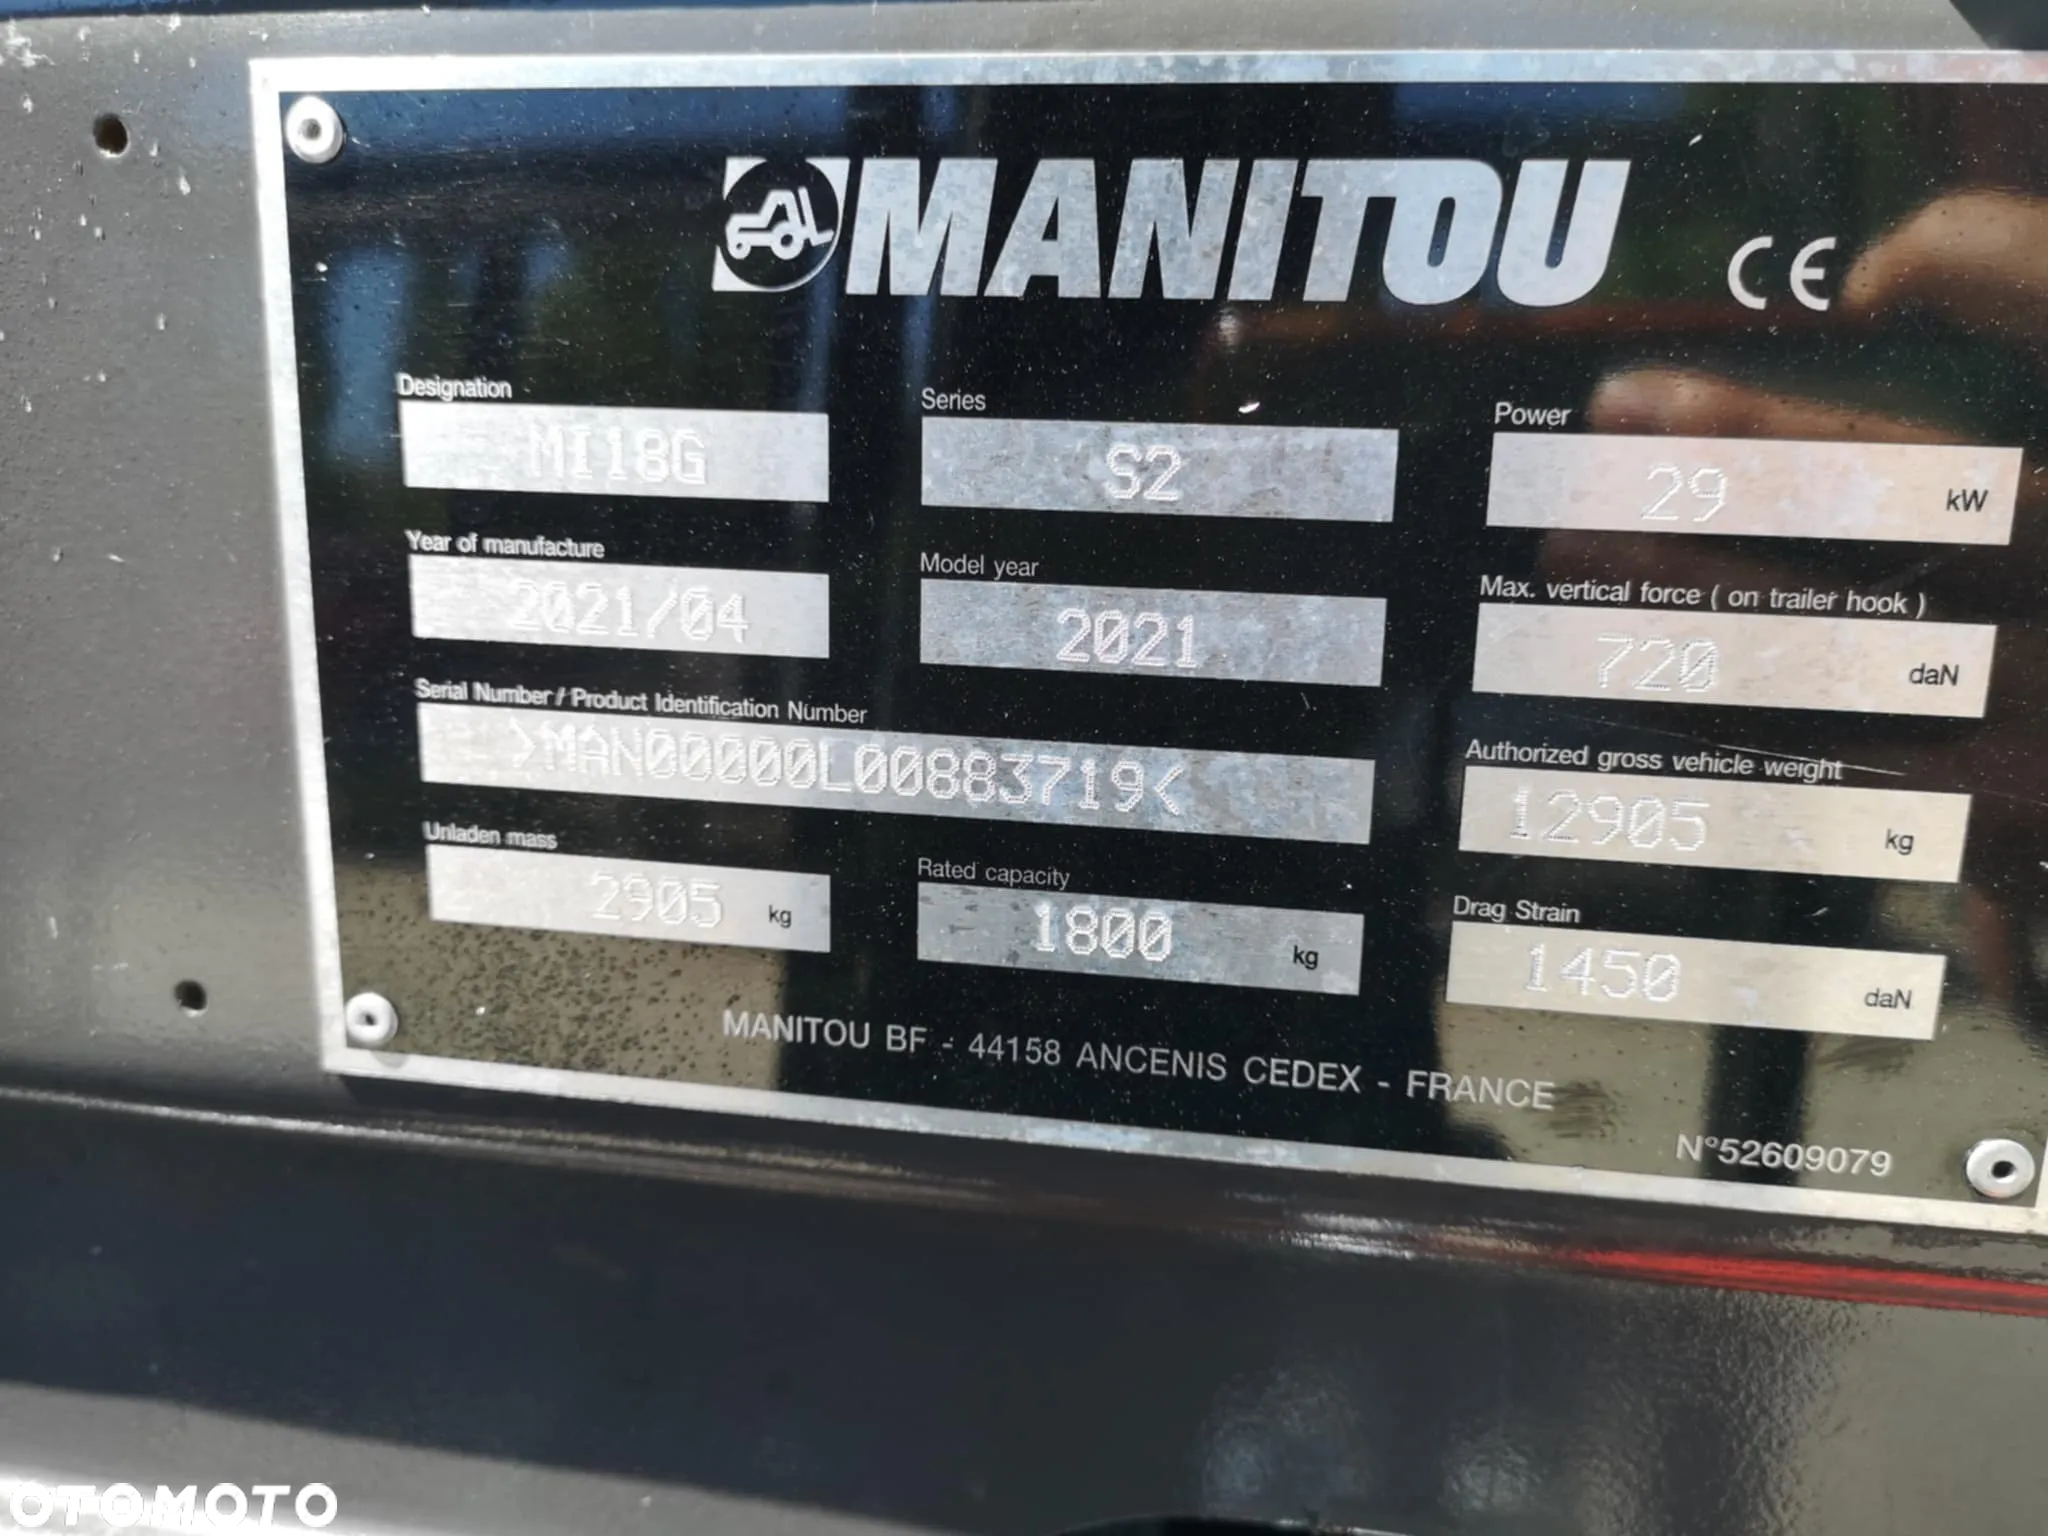 MANITOU
CE
Designation
MI18G
Series
S2
Power
29 kW
Year of manufacture
2021/04
Model year
2021
Max. vertical force ( on trailer hook )
720 daN
Serial Number / Product Identification Number
>MAN00000L00883719<
Authorized gross vehicle weight
12905 kg
Unladen mass
2905 kg
Rated capacity
1800 kg
Drag Strain
1450 daN
MANITOU BF - 44158 ANCENIS CEDEX - FRANCE
N°52609079
OTOMOTO